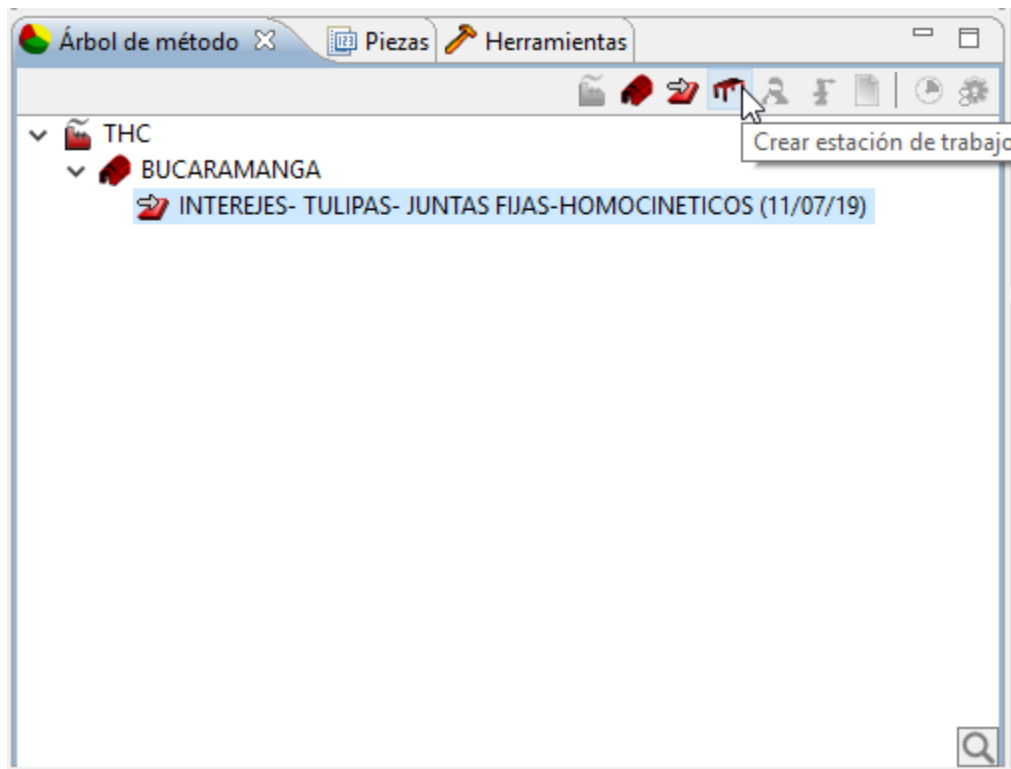 Árbol de método Piezas Herramientas
Crear estación de trabajo
THC
BUCARAMANGA
INTEREJES- TULIPAS- JUNTAS FIJAS-HOMOCINETICOS (11/07/19)